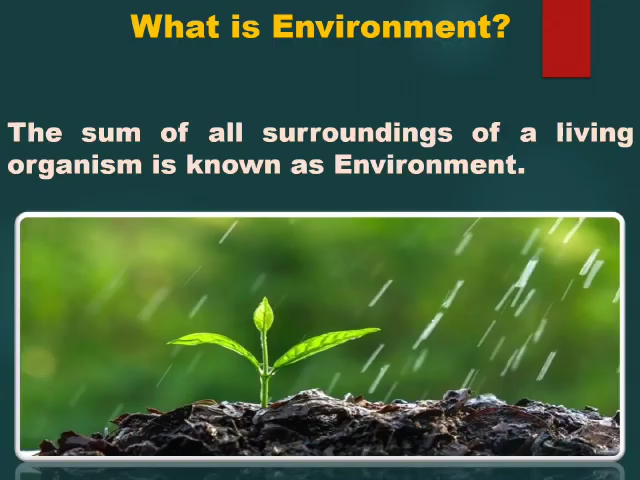 What is Environment?
The sum of all surroundings of a living
organism is known as Environment.